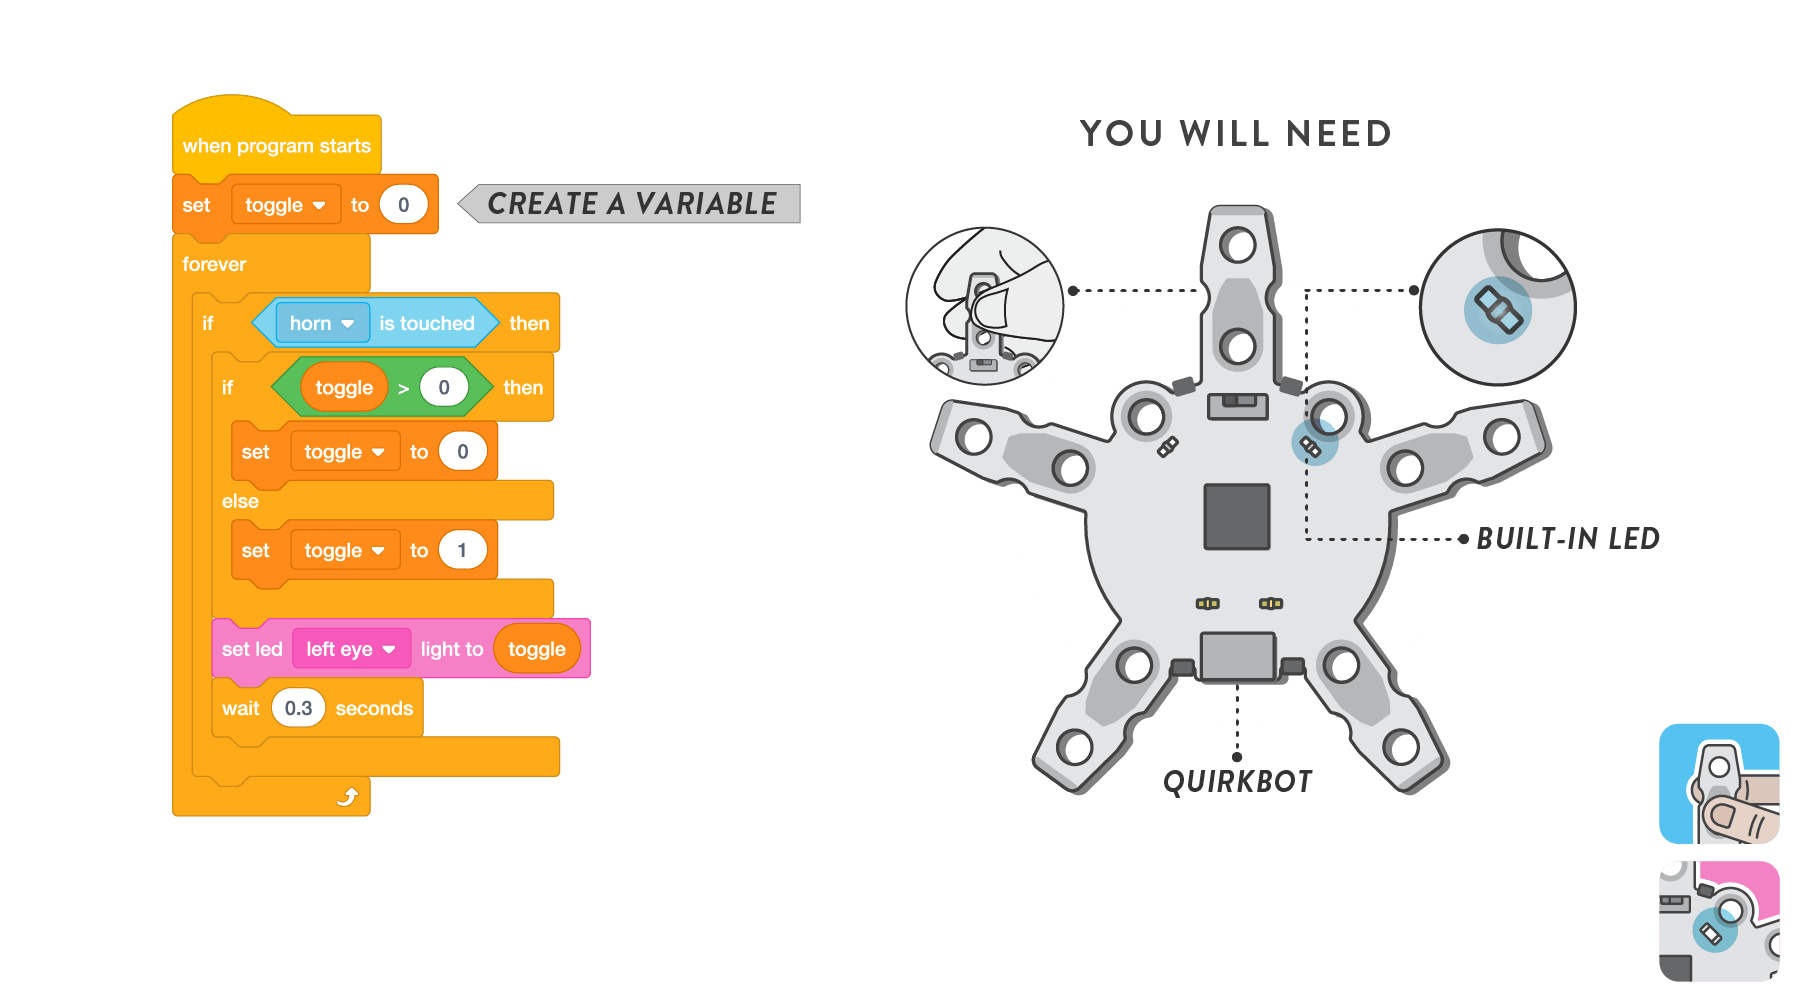 when program starts
set toggle to 0
CREATE A VARIABLE
forever
if horn is touched then
if toggle > 0 then
set toggle to 0
else
set toggle to 1
set led left eye light to toggle
wait 0.3 seconds
YOU WILL NEED
BUILT-IN LED
QUIRKBOT